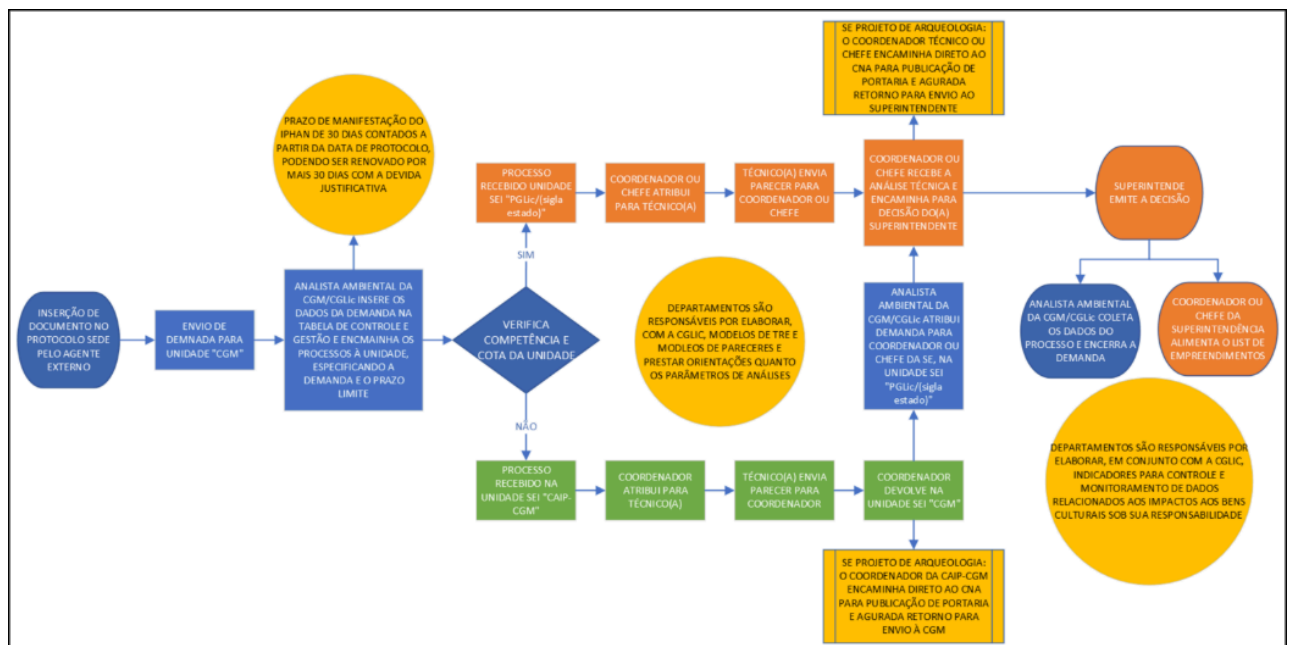 SE PROJETO DE ARQUEOLOGIA:
O COORDENADOR TÉCNICO OU
CHEFE ENCAMINHA DIRETO AO
CNA PARA PUBLICAÇÃO DE
PORTARIA E AGURADA
RETORNO PARA ENVIO AO
SUPERINTENDENTE
PRAZO DE MANIFESTAÇÃO DO
IPHAN DE 30 DIAS CONTADOS A
PARTIR DA DATA DE PROTOCOLO,
PODENDO SER RENOVADO POR
MAIS 30 DIAS COM A DEVIDA
JUSTIFICATIVA
PROCESSO
RECEBIDO UNIDADE
SEI "PGLic/(sigla
estado)"
COORDENADOR OU
CHEFE ATRIBUI
PARA TÉCNICO(A)
TÉCNICO(A) ENVIA
PARECER PARA
COORDENADOR OU
CHEFE
COORDENADOR OU
CHEFE RECEBE A
ANÁLISE TÉCNICA E
ENCAMINHA PARA
DECISÃO DO(A)
SUPERINTENDENTE
SUPERINTENDE
EMITE A DECISÃO
SIM
INSERÇÃO DE
DOCUMENTO NO
PROTOCOLO SEDE
PELO AGENTE
EXTERNO
ENVIO DE
DEMNADA PARA
UNIDADE "CGM"
ANALISTA AMBIENTAL DA
CGM/CGLic INSERE OS
DADOS DA DEMANDA NA
TABELA DE CONTROLE E
GESTÃO E ENCMAINHA OS
PROCESSOS À UNIDADE,
ESPECIFICANDO A
DEMANDA E O PRAZO
LIMITE
VERIFICA
COMPETÊNCIA E
COTA DA UNIDADE
DEPARTAMENTOS SÃO
RESPONSÁVEIS POR ELABORAR,
COM A CGLIC, MODELOS DE TRE E
MODLEOS DE PARECERES E
PRESTAR ORIENTAÇÕES QUANTO
OS PARÂMETROS DE ANÁLISES
ANALISTA
AMBIENTAL DA
CGM/CGLic ATRIBUI
DEMANDA PARA
COORDENADOR OU
CHEFE DA SE, NA
UNIDADE SEI
"PGLic/(sigla
estado)"
ANALISTA AMBIENTAL
DA CGM/CGLic COLETA
OS DADOS DO
PROCESSO E ENCERRA A
DEMANDA
COORDENADOR OU
CHEFE DA
SUPERINTENDÊNCIA
ALIMENTA O LIST DE
EMPREENDIMENTOS
NÃO
PROCESSO
RECEBIDO NA
UNIDADE SEI "CAIP-
CGM"
COORDENADOR
ATRIBUI PARA
TÉCNICO(A)
TÉCNICO(A) ENVIA
PARECER PARA
COORDENADOR
COORDENADOR
DEVOLVE NA
UNIDADE SEI "CGM"
DEPARTAMENTOS SÃO RESPONSÁVEIS POR
ELABORAR, EM CONJUNTO COM A CGLIC,
INDICADORES PARA CONTROLE E
MONITORAMENTO DE DADOS
RELACIONADOS AOS IMPACTOS AOS BENS
CULTURAIS SOB SUA RESPONSABILIDADE
SE PROJETO DE ARQUEOLOGIA:
O COORDENADOR DA CAIP-CGM
ENCAMINHA DIRETO AO CNA
PARA PUBLICAÇÃO DE PORTARIA
E AGURADA RETORNO PARA
ENVIO À CGM